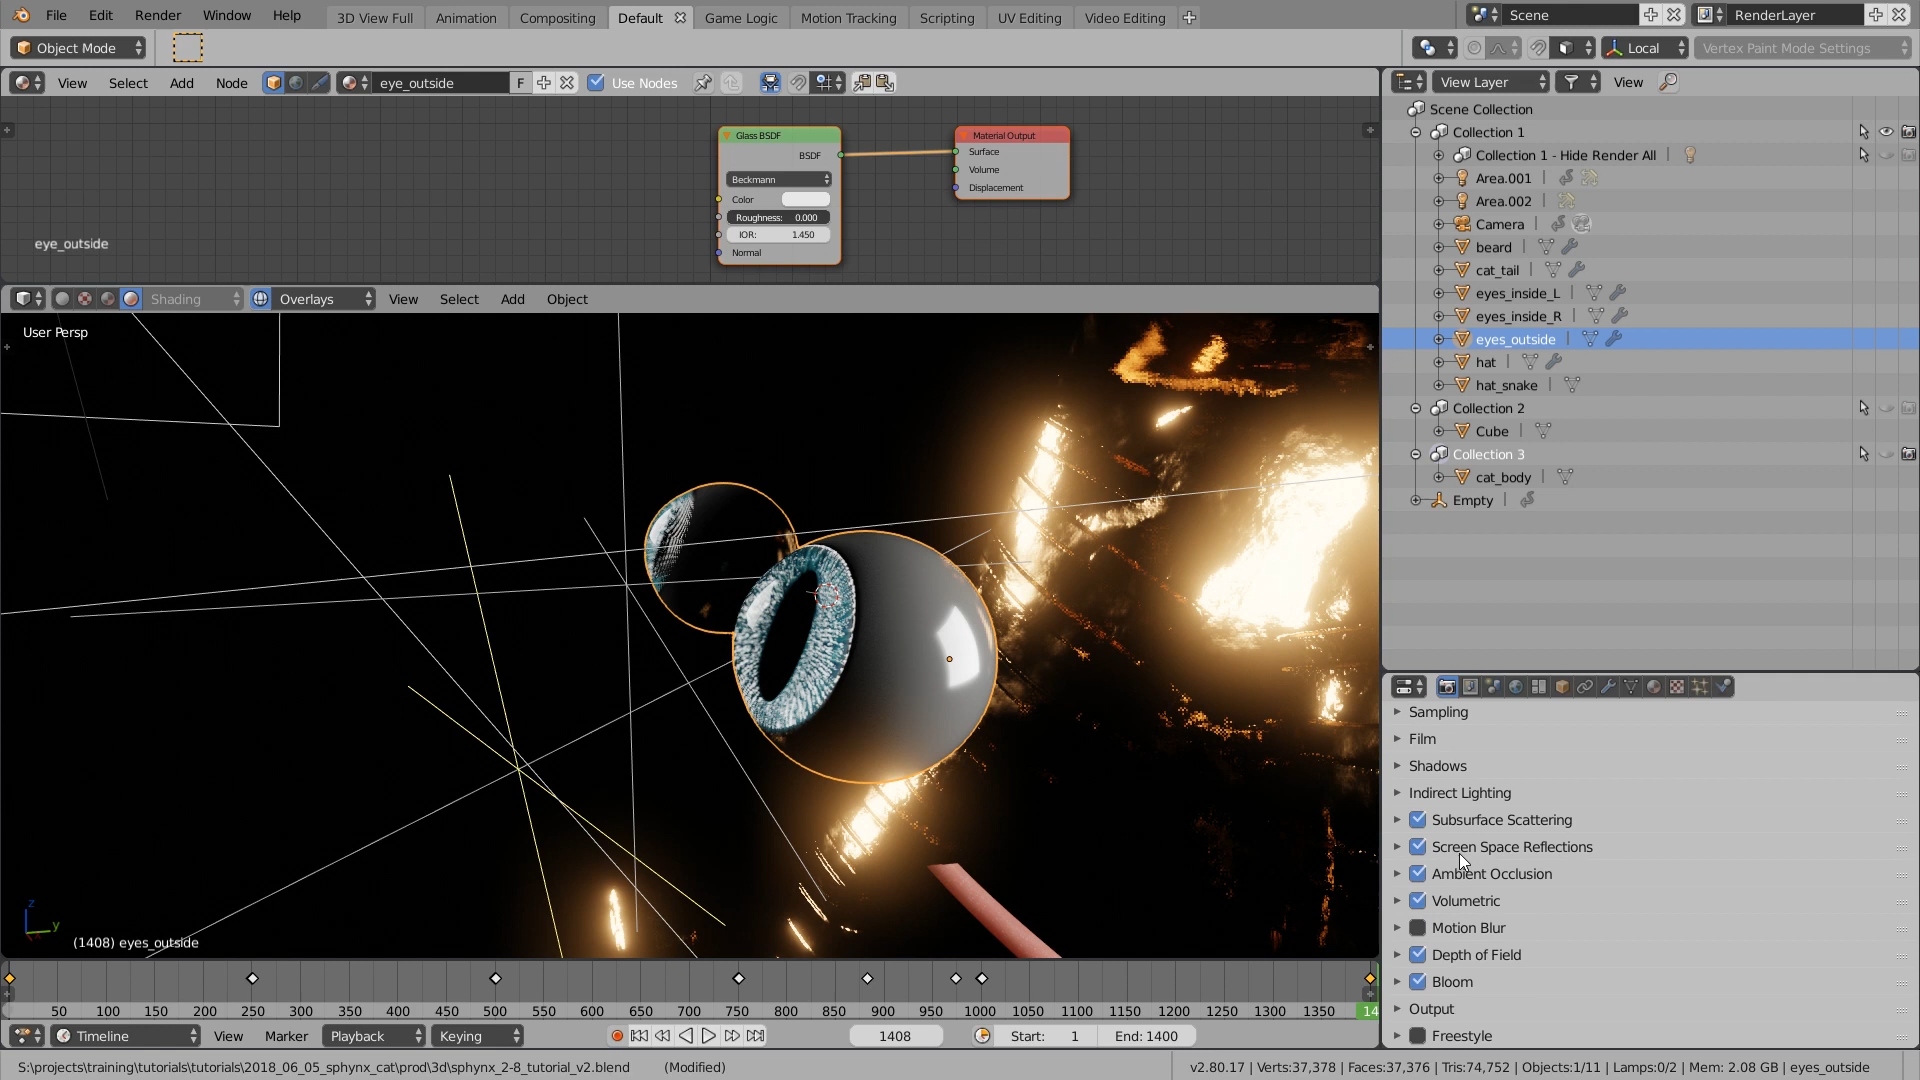 File Edit Render Window Help 3D View Full Animation Compositing Default Game Logic Motion Tracking Scripting UV Editing Video Editing Scene RenderLayer
Object Mode Local Vertex Paint Mode Settings
View Select Add Node eye_outside F Use Nodes
Glass BSDF
BSDF
Beckmann
Color
Roughness: 0.000
IOR: 1.450
Normal
Material Output
Surface
Volume
Displacement
eye_outside
Shading Overlays View Select Add Object
User Persp
z
y
(1408) eyes_outside
50 100 150 200 250 300 350 400 450 500 550 600 650 700 750 800 850 900 950 1000 1050 1100 1150 1200 1250 1300 1350 14
Timeline View Marker Playback Keying 1408 Start: 1 End: 1400
View Layer View
Scene Collection
Collection 1
Collection 1 - Hide Render All
Area.001
Area.002
Camera
beard
cat_tail
eyes_inside_L
eyes_inside_R
eyes_outside
hat
hat_snake
Collection 2
Cube
Collection 3
cat_body
Empty
Sampling
Film
Shadows
Indirect Lighting
Subsurface Scattering
Screen Space Reflections
Ambient Occlusion
Volumetric
Motion Blur
Depth of Field
Bloom
Output
Freestyle
S:\projects\training\tutorials\tutorials\2018_06_05_sphynx_cat\prod\3d\sphynx_2-8_tutorial_v2.blend (Modified)
v2.80.17 | Verts:37,378 | Faces:37,376 | Tris:74,752 | Objects:1/11 | Lamps:0/2 | Mem: 2.08 GB | eyes_outside